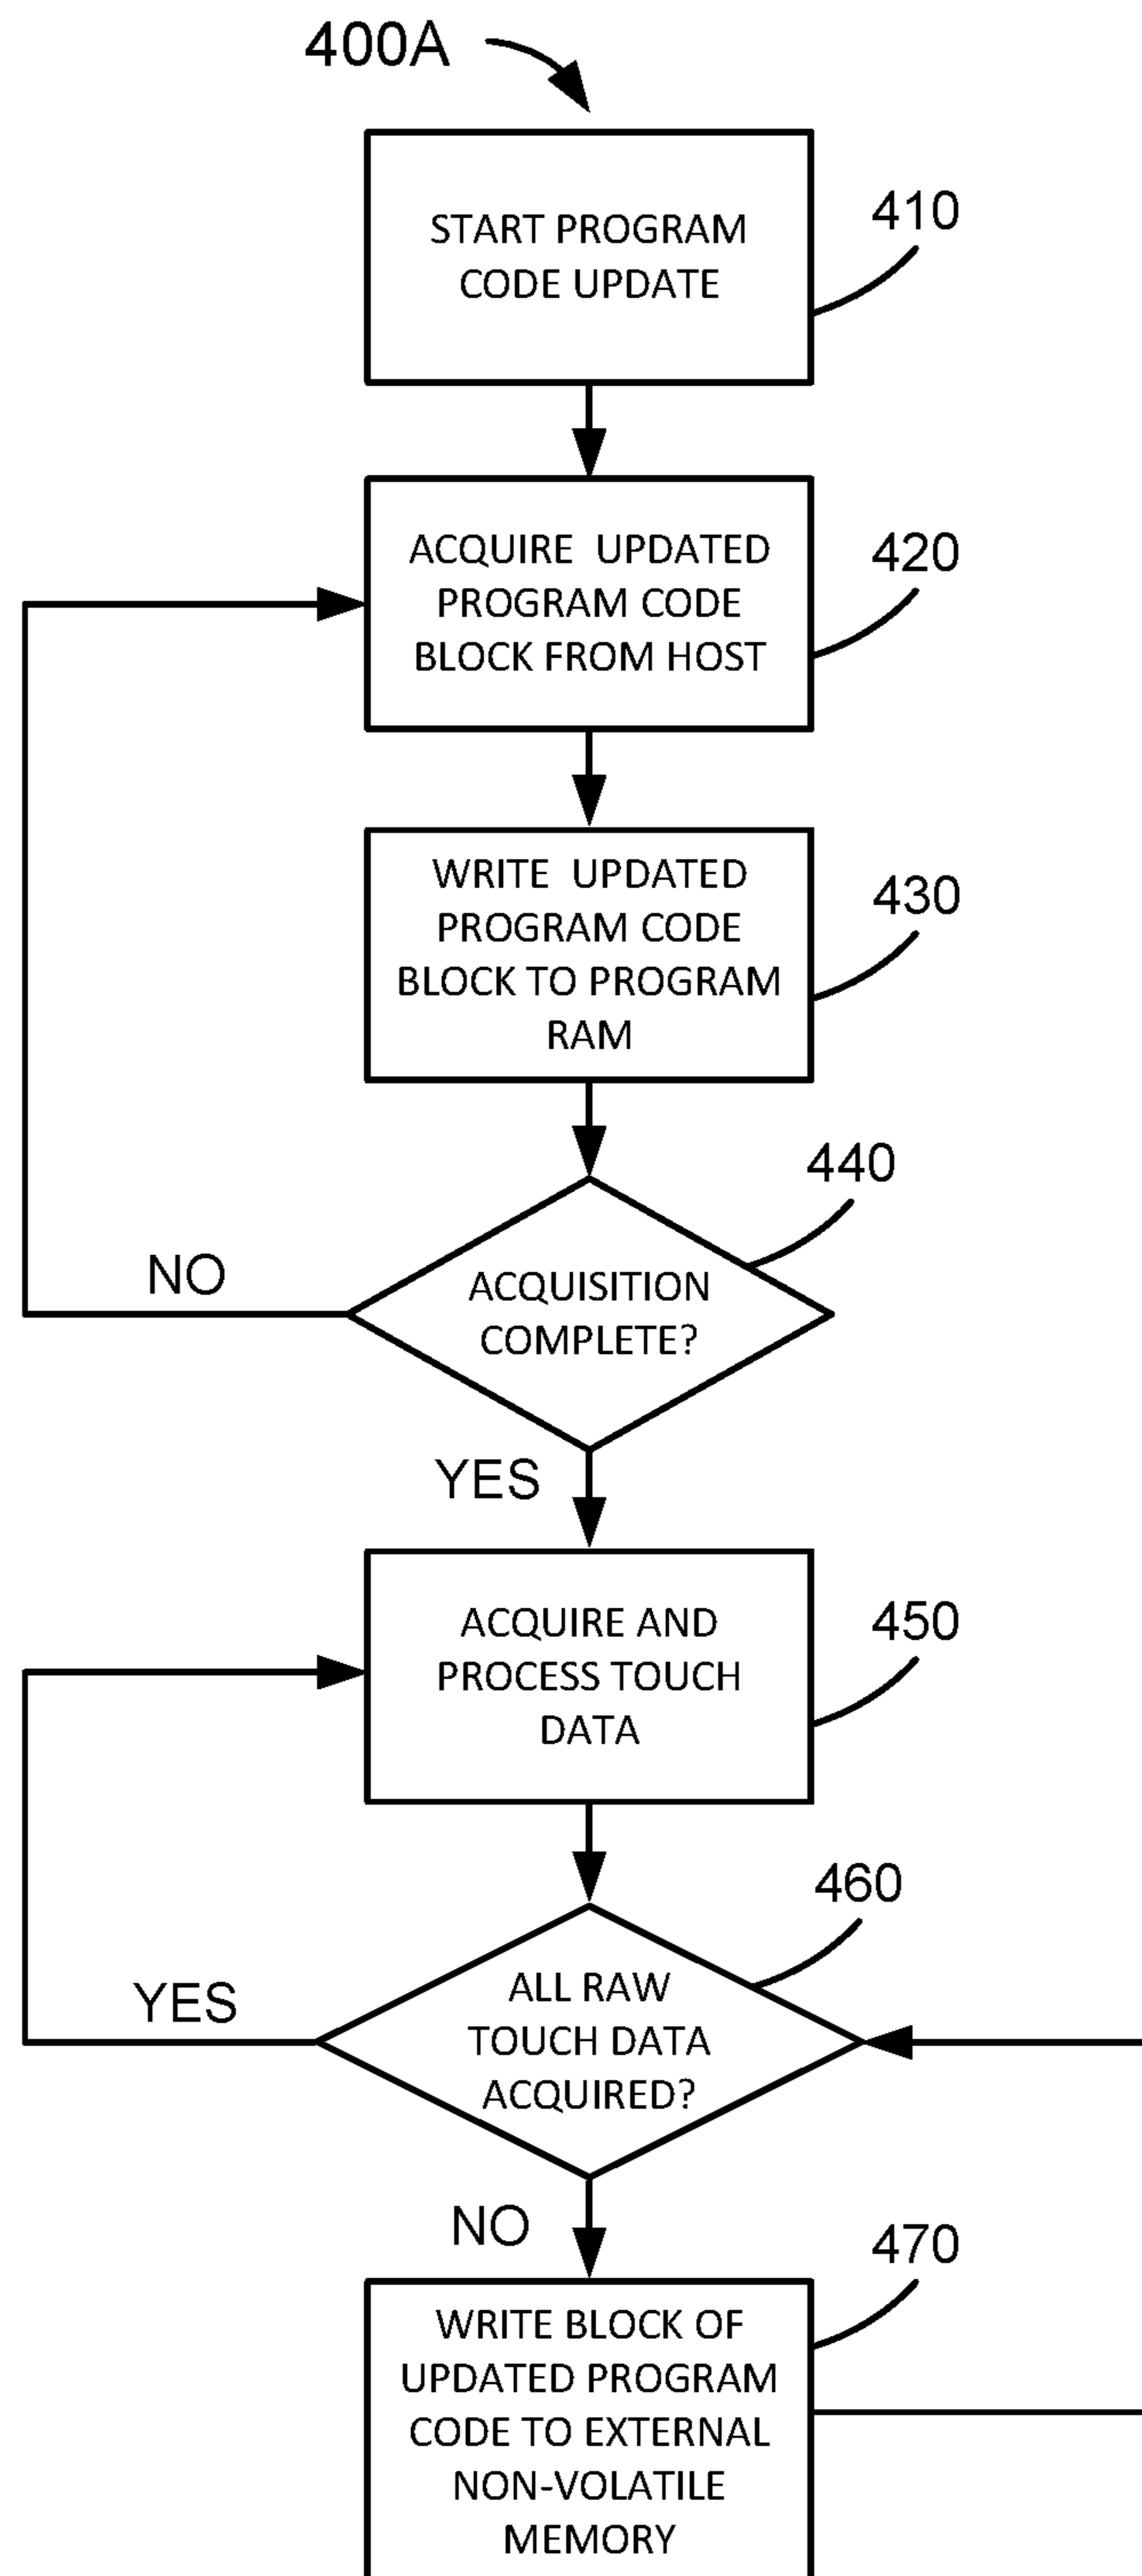 400A
START PROGRAM
CODE UPDATE
410
ACQUIRE UPDATED
PROGRAM CODE
BLOCK FROM HOST
420
WRITE UPDATED
PROGRAM CODE
BLOCK TO PROGRAM
RAM
430
440
ACQUISITION
COMPLETE?
NO
YES
ACQUIRE AND
PROCESS TOUCH
DATA
450
460
ALL RAW
TOUCH DATA
ACQUIRED?
YES
NO
470
WRITE BLOCK OF
UPDATED PROGRAM
CODE TO EXTERNAL
NON-VOLATILE
MEMORY